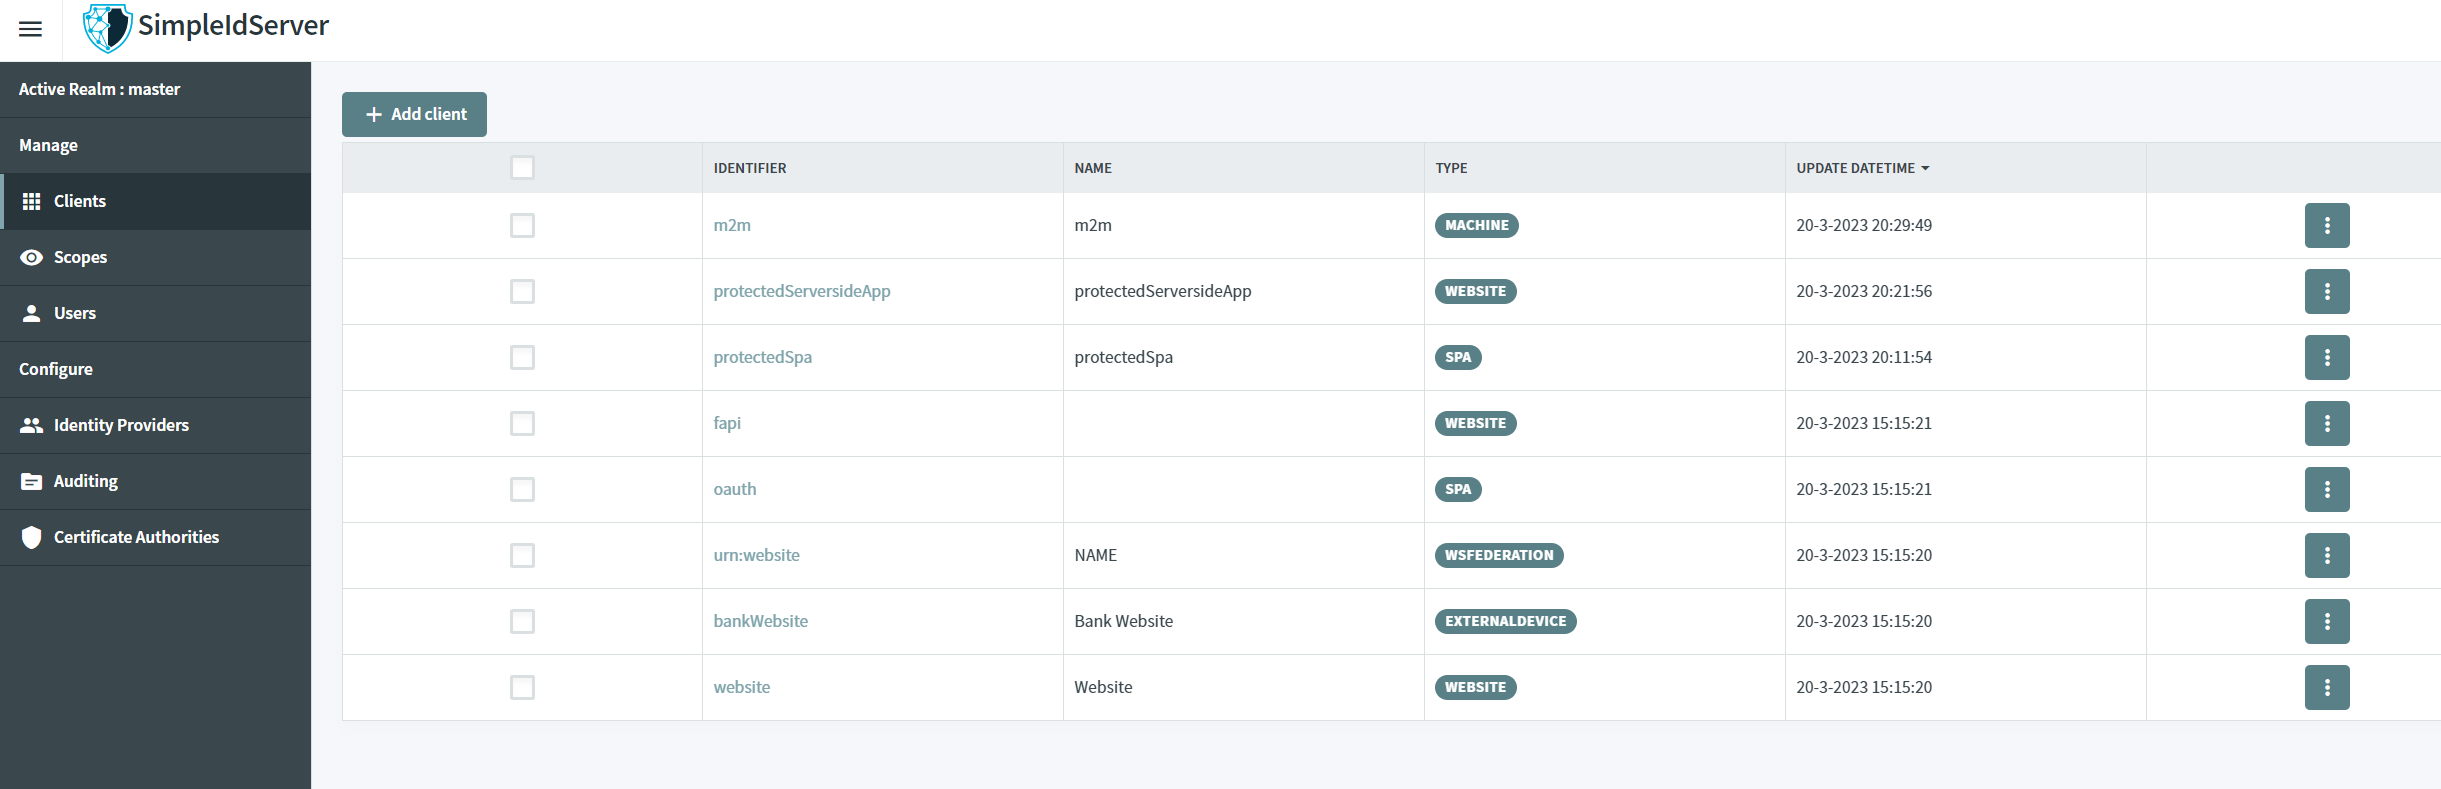 SimpleIdServer
Active Realm : master
Manage
Clients
Scopes
Users
Configure
Identity Providers
Auditing
Certificate Authorities
Add client
IDENTIFIER NAME TYPE UPDATE DATETIME
m2m m2m MACHINE 20-3-2023 20:29:49
protectedServersideApp protectedServersideApp WEBSITE 20-3-2023 20:21:56
protectedSpa protectedSpa SPA 20-3-2023 20:11:54
fapi WEBSITE 20-3-2023 15:15:21
oauth SPA 20-3-2023 15:15:21
urn:website NAME WSFEDERATION 20-3-2023 15:15:20
bankWebsite Bank Website EXTERNALDEVICE 20-3-2023 15:15:20
website Website WEBSITE 20-3-2023 15:15:20